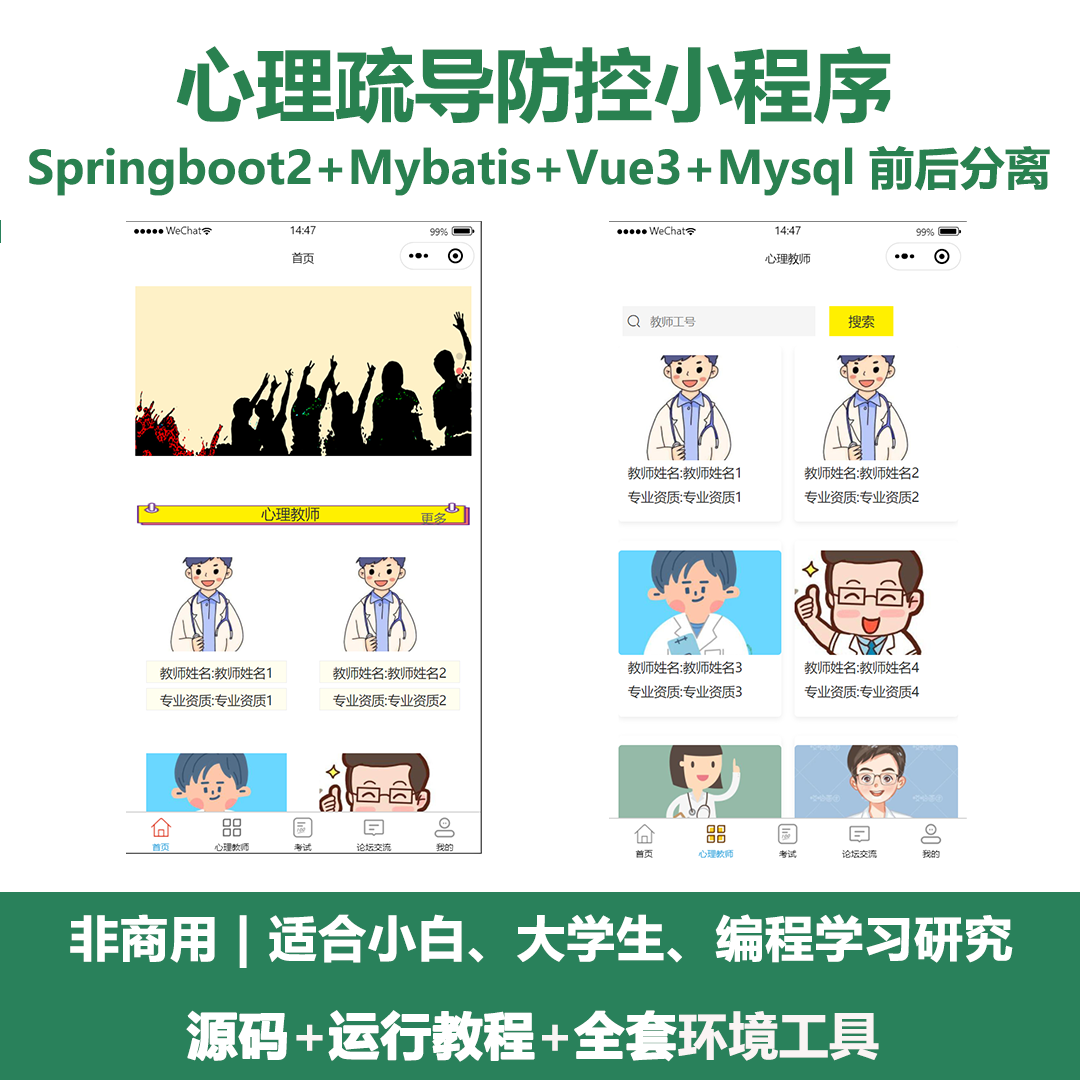 心理疏导防控小程序
Springboot2+Mybatis+Vue3+Mysql 前后分离
WeChat 14:47 99%
首页
心理教师 更多
教师姓名:教师姓名1 教师姓名:教师姓名2
专业资质:专业资质1 专业资质:专业资质2
首页 心理教师 考试 论坛交流 我的
WeChat 14:47 99%
心理教师
教师工号 搜索
教师姓名:教师姓名1 教师姓名:教师姓名2
专业资质:专业资质1 专业资质:专业资质2
教师姓名:教师姓名3 教师姓名:教师姓名4
专业资质:专业资质3 专业资质:专业资质4
首页 心理教师 考试 论坛交流 我的
非商用 | 适合小白、大学生、编程学习研究
源码+运行教程+全套环境工具